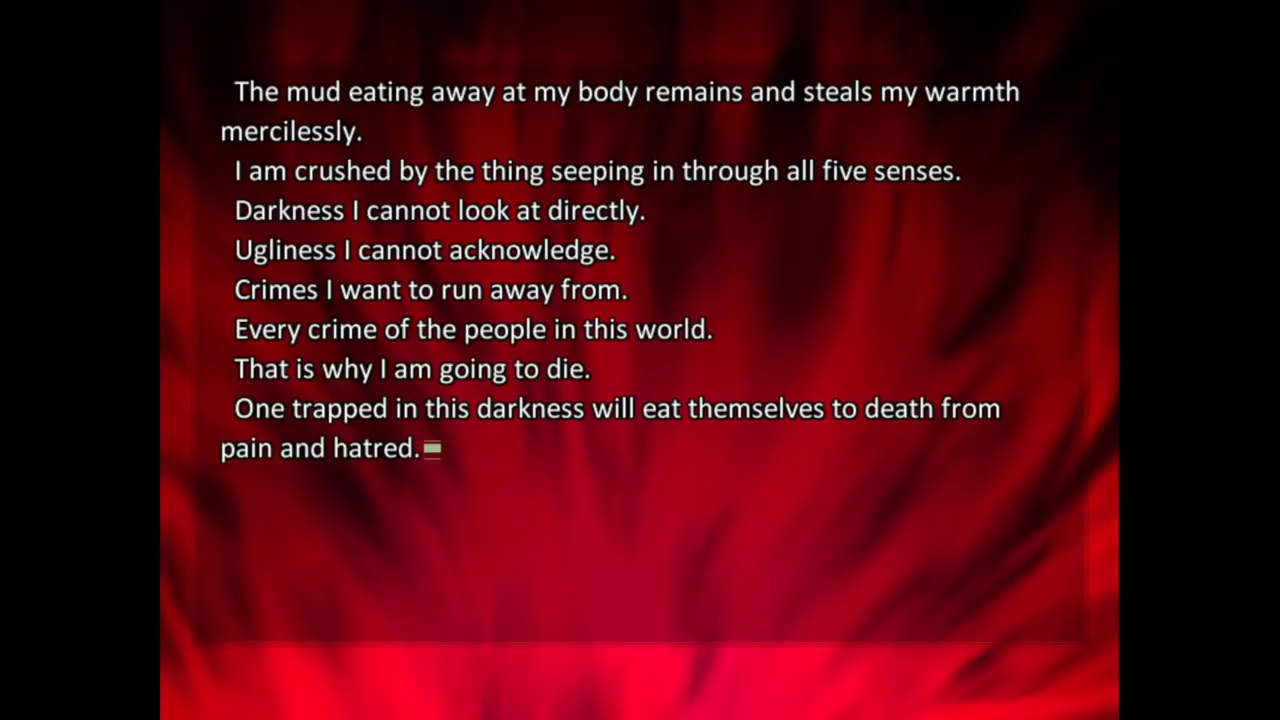 The mud eating away at my body remains and steals my warmth
mercilessly.
I am crushed by the thing seeping in through all five senses.
Darkness I cannot look at directly.
Ugliness I cannot acknowledge.
Crimes I want to run away from.
Every crime of the people in this world.
That is why I am going to die.
One trapped in this darkness will eat themselves to death from
pain and hatred.